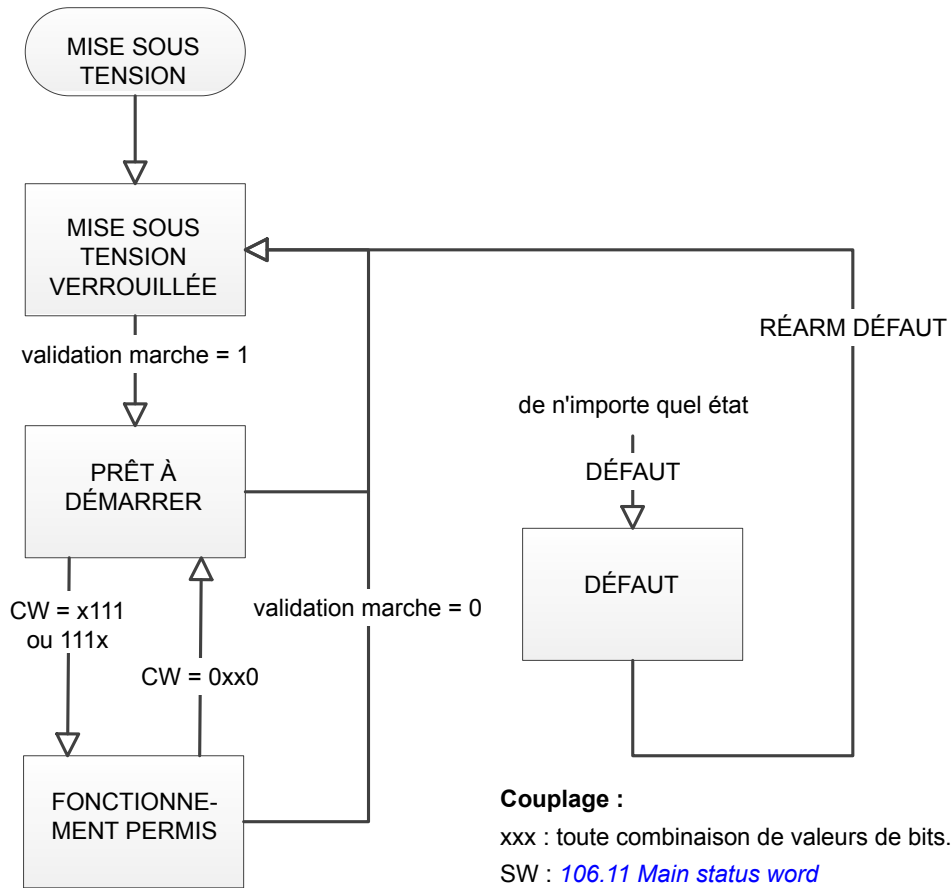 MISE SOUS
TENSION
MISE SOUS
TENSION
VERROUILLÉE
validation marche = 1
PRÊT À
DÉMARRER
CW = x111
ou 111x
CW = 0xx0
validation marche = 0
FONCTIONNE-
MENT PERMIS
RÉARM DÉFAUT
de n'importe quel état
DÉFAUT
DÉFAUT
Couplage :
xxx : toute combinaison de valeurs de bits.
SW : 106.11 Main status word